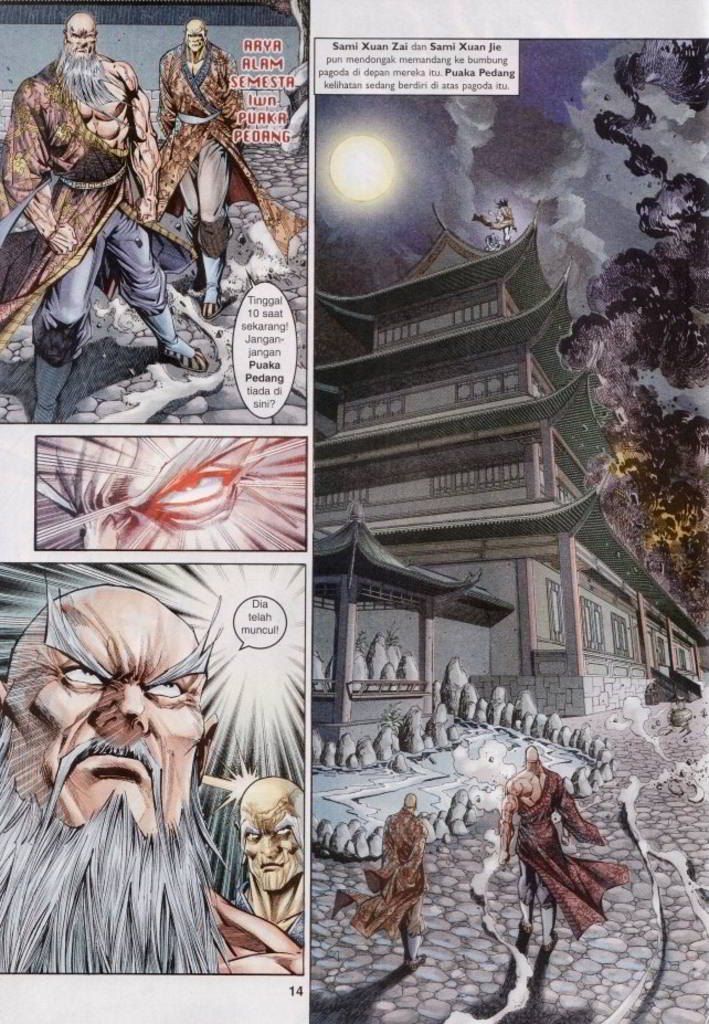 ARYA
ALAM
SEMESTA
lwn
PUAKA
PEDANG
Tinggal
10 saat
sekarang!
Jangan-
jangan
Puaka
Pedang
tiada di
sini?
Dia
telah
muncul!
14
Sami Xuan Zai dan Sami Xuan Jie
pun mendongak memandang ke bumbung
pagoda di depan mereka itu. Puaka Pedang
kelihatan sedang berdiri di atas pagoda itu.